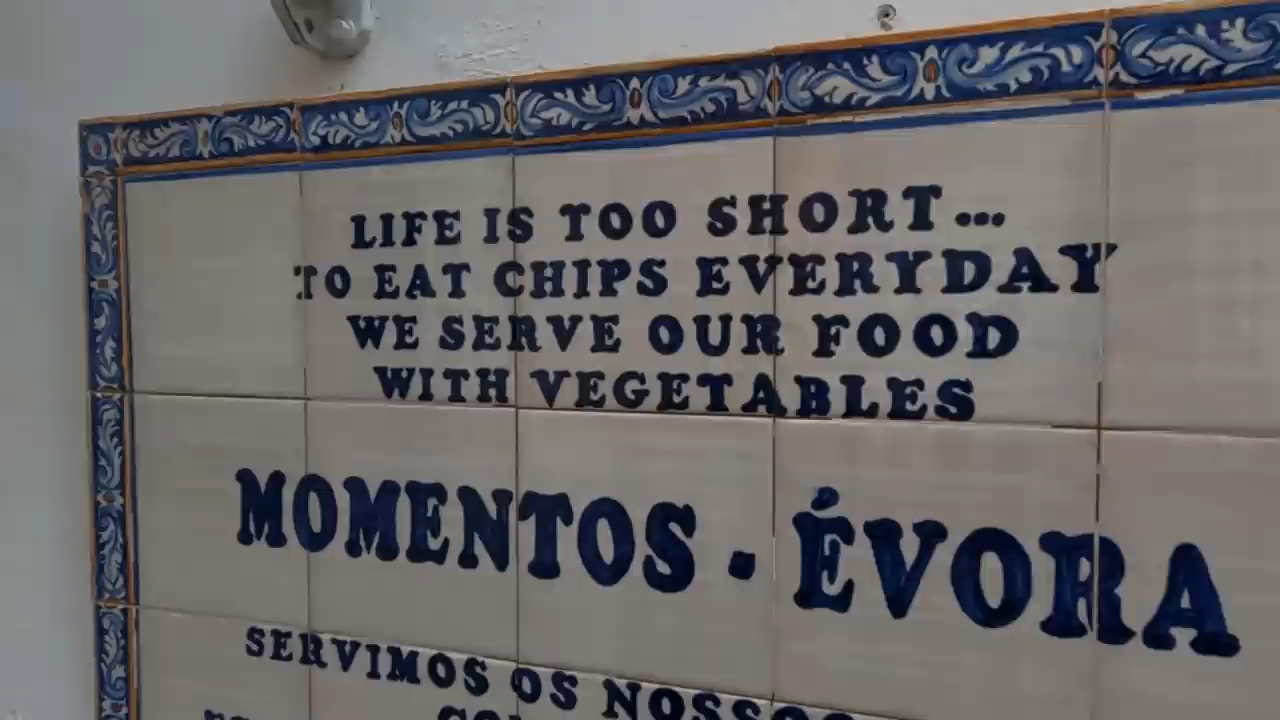 LIFE IS TOO SHORT...
TO EAT CHIPS EVERYDAY
WE SERVE OUR FOOD
WITH VEGETABLES
MOMENTOS - ÉVORA
SERVIMOS OS NOSSOS